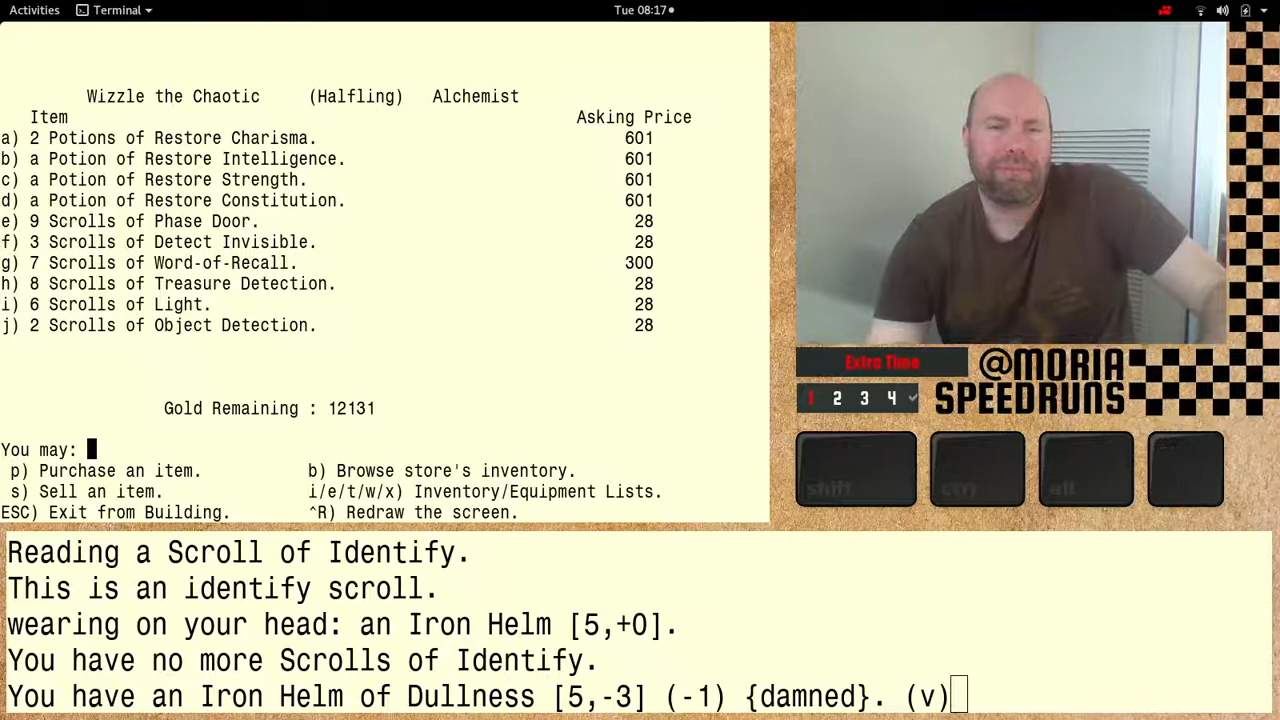 Activities Terminal Tue 08:17
Wizzle the Chaotic (Halfling) Alchemist
Item Asking Price
a) 2 Potions of Restore Charisma. 601
b) a Potion of Restore Intelligence. 601
c) a Potion of Restore Strength. 601
d) a Potion of Restore Constitution. 601
e) 9 Scrolls of Phase Door. 28
f) 3 Scrolls of Detect Invisible. 28
g) 7 Scrolls of Word-of-Recall. 300
h) 8 Scrolls of Treasure Detection. 28
i) 6 Scrolls of Light. 28
j) 2 Scrolls of Object Detection. 28
Gold Remaining : 12131
You may:
p) Purchase an item. b) Browse store's inventory.
s) Sell an item. i/e/t/w/x) Inventory/Equipment Lists.
ESC) Exit from Building. ^R) Redraw the screen.
Extra Time
1 2 3 4 ✓
@MORIA
SPEEDRUNS
shift ctrl alt
Reading a Scroll of Identify.
This is an identify scroll.
wearing on your head: an Iron Helm [5,+0].
You have no more Scrolls of Identify.
You have an Iron Helm of Dullness [5,-3] (-1) {damned}. (v)